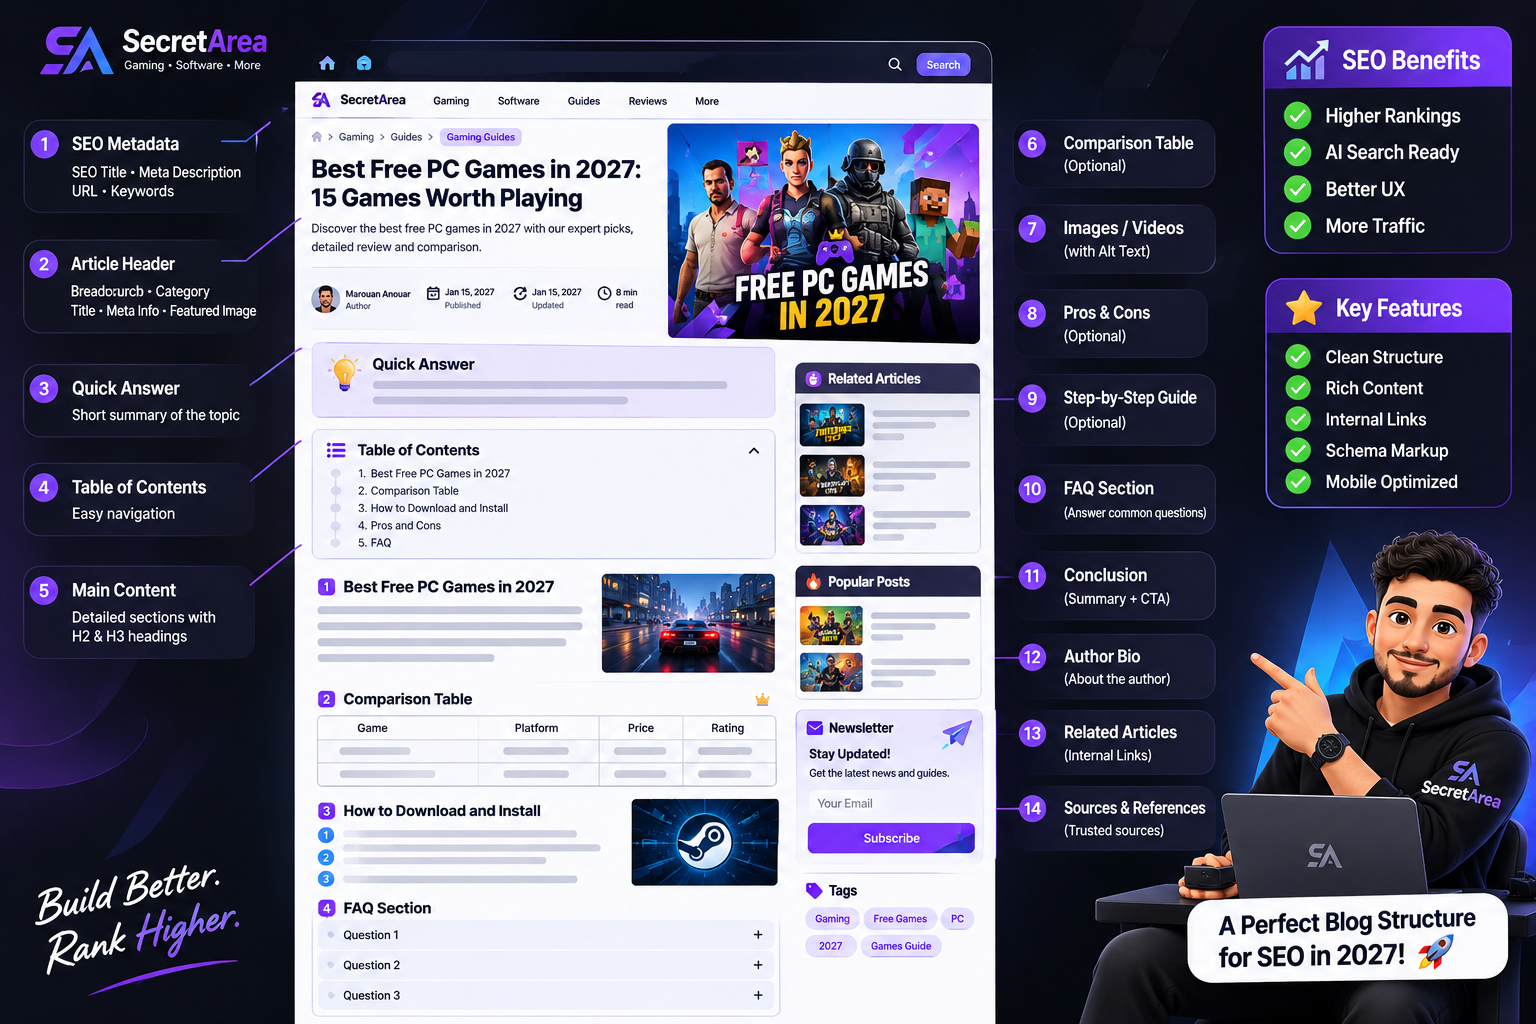 SecretArea
Gaming • Software • More
1
SEO Metadata
SEO Title • Meta Description
URL • Keywords
2
Article Header
Breadcurcb • Category
Title • Meta Info • Featured Image
3
Quick Answer
Short summary of the topic
4
Table of Contents
Easy navigation
5
Main Content
Detailed sections with
H2 & H3 headings
Build Better.
Rank Higher.
Search
SecretArea
Gaming
Software
Guides
Reviews
More
> Gaming > Guides > Gaming Guides
Best Free PC Games in 2027:
15 Games Worth Playing
Discover the best free PC games in 2027 with our expert picks,
detailed review and comparison.
Marouan Anouar
Author
Jan 15, 2027
Published
Jan 15, 2027
Updated
8 min
read
FREE PC GAMES
IN 2027
Quick Answer
Table of Contents
1. Best Free PC Games in 2027
2. Comparison Table
3. How to Download and Install
4. Pros and Cons
5. FAQ
1 Best Free PC Games in 2027
2 Comparison Table
Game Platform Price Rating
3 How to Download and Install
1
2
3
4 FAQ Section
Question 1 +
Question 2 +
Question 3 +
Related Articles
Popular Posts
Newsletter
Stay Updated!
Get the latest news and guides.
Your Email
Subscribe
Tags
Gaming
Free Games
PC
2027
Games Guide
6
Comparison Table
(Optional)
7
Images / Videos
(with Alt Text)
8
Pros & Cons
(Optional)
9
Step-by-Step Guide
(Optional)
10
FAQ Section
(Answer common questions)
11
Conclusion
(Summary + CTA)
12
Author Bio
(About the author)
13
Related Articles
(Internal Links)
14
Sources & References
(Trusted sources)
SEO Benefits
Higher Rankings
AI Search Ready
Better UX
More Traffic
Key Features
Clean Structure
Rich Content
Internal Links
Schema Markup
Mobile Optimized
SA
SecretArea
SA
A Perfect Blog Structure
for SEO in 2027!